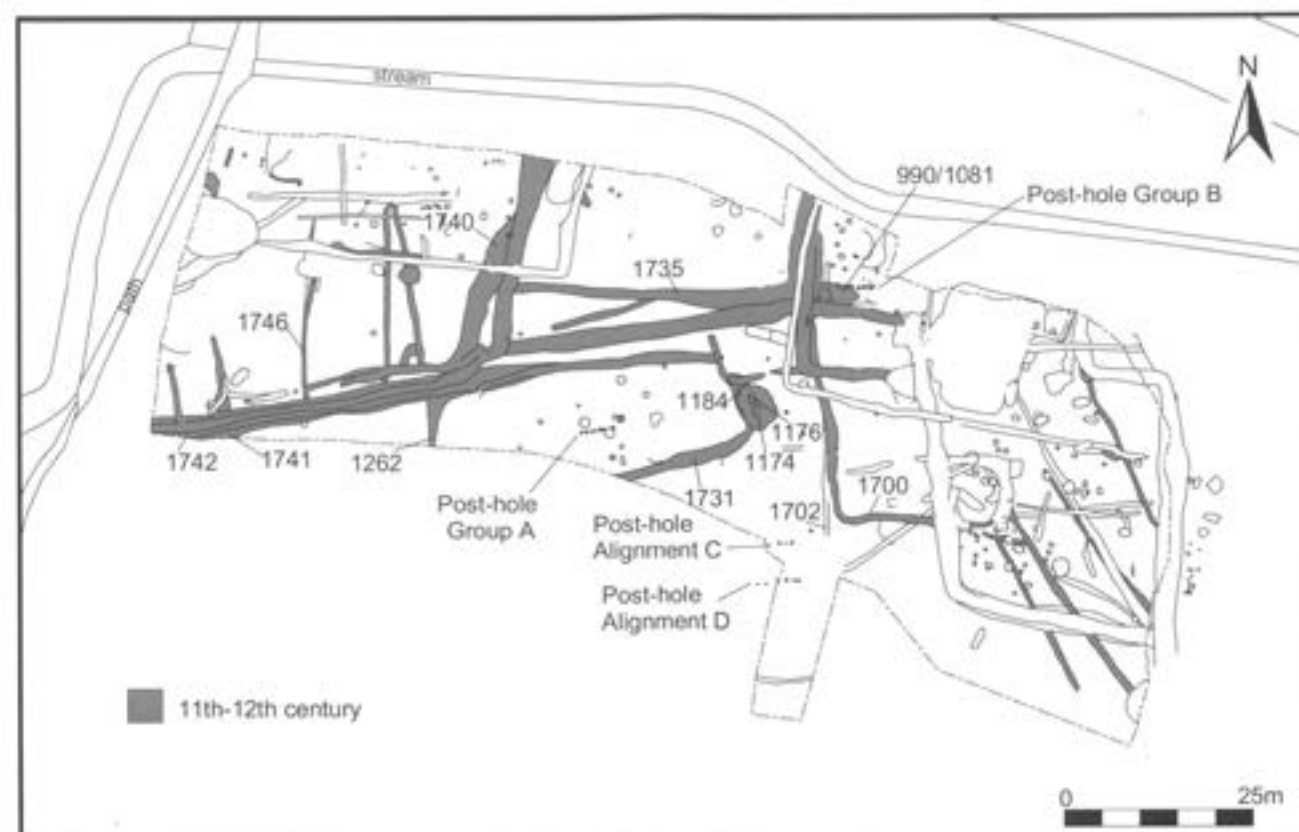 stream
N
990/1081
Post-hole Group B
1740
1735
path
1746
1184
1176
1174
1742
1741
1262
1731
1702
1700
Post-hole
Group A
Post-hole
Alignment C
Post-hole
Alignment D
11th-12th century
0
25m